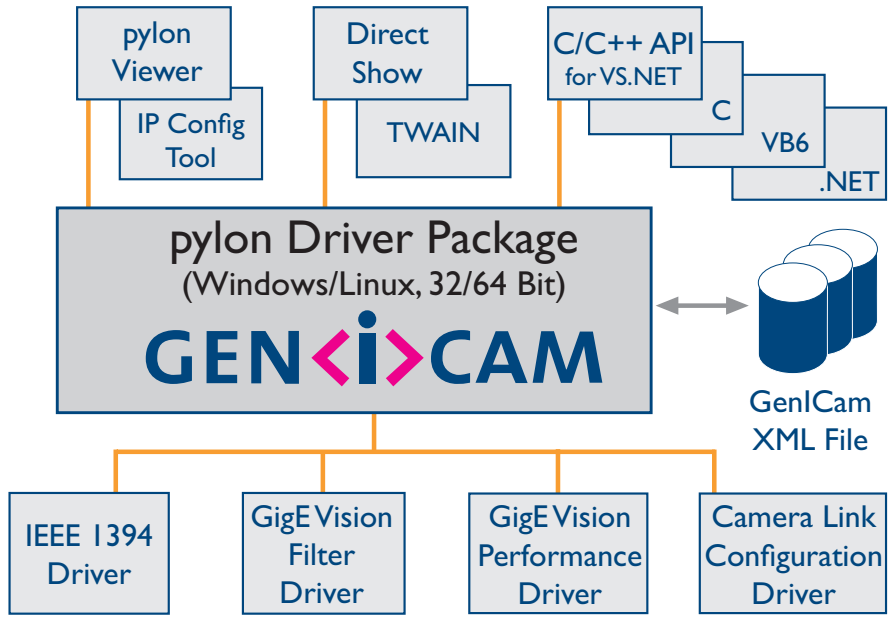 pylon
Viewer
IP Config
Tool
Direct
Show
TWAIN
C/C++ API
for VS.NET
C
VB6
.NET
pylon Driver Package
(Windows/Linux, 32/64 Bit)
GEN<i>CAM
GenICam
XML File
IEEE 1394
Driver
GigE Vision
Filter
Driver
GigE Vision
Performance
Driver
Camera Link
Configuration
Driver